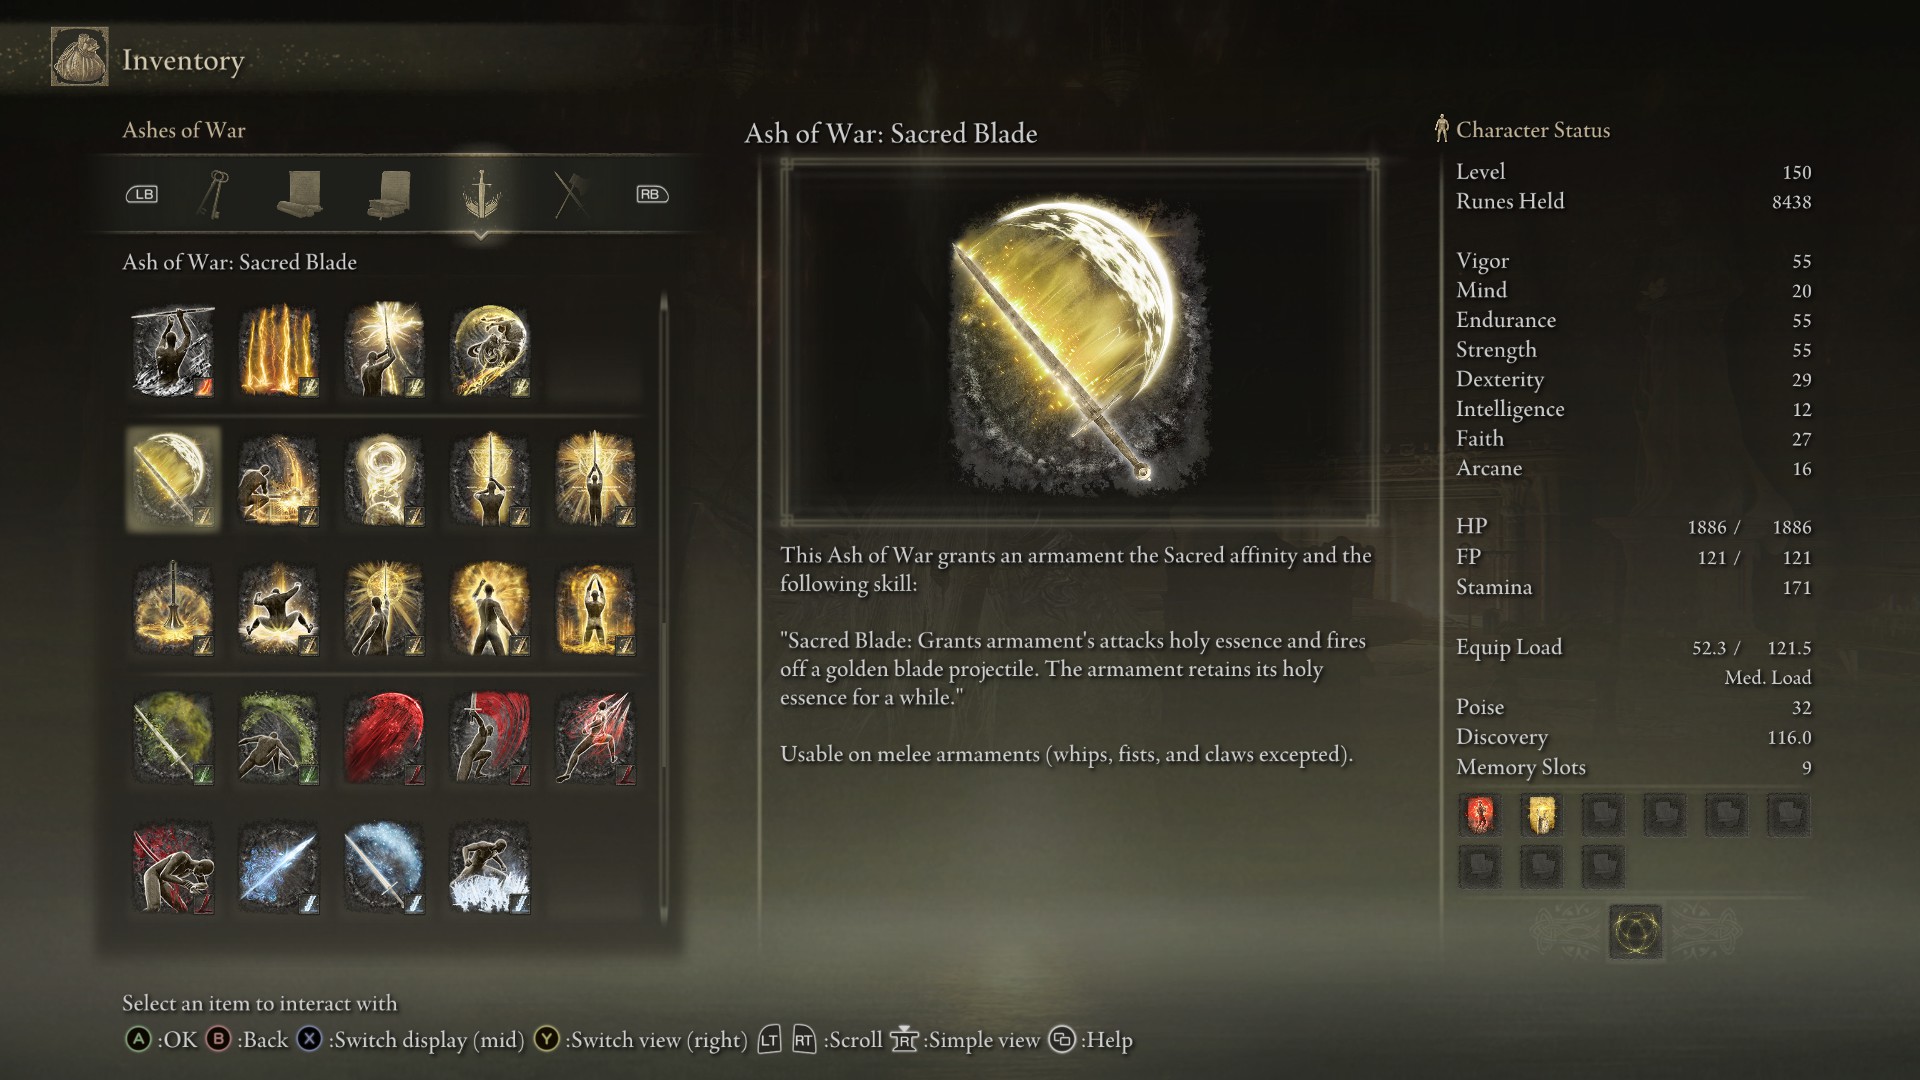 Inventory
Ashes of War
LB
RB
Ash of War: Sacred Blade
Ash of War: Sacred Blade
This Ash of War grants an armament the Sacred affinity and the
following skill:
"Sacred Blade: Grants armament's attacks holy essence and fires
off a golden blade projectile. The armament retains its holy
essence for a while."
Usable on melee armaments (whips, fists, and claws excepted).
Character Status
Level 150
Runes Held 8438
Vigor 55
Mind 20
Endurance 55
Strength 55
Dexterity 29
Intelligence 12
Faith 27
Arcane 16
HP 1886 / 1886
FP 121 / 121
Stamina 171
Equip Load 52.3 / 121.5
Med. Load
Poise 32
Discovery 116.0
Memory Slots 9
Select an item to interact with
A :OK B :Back X :Switch display (mid) Y :Switch view (right) LT RT :Scroll R :Simple view :Help